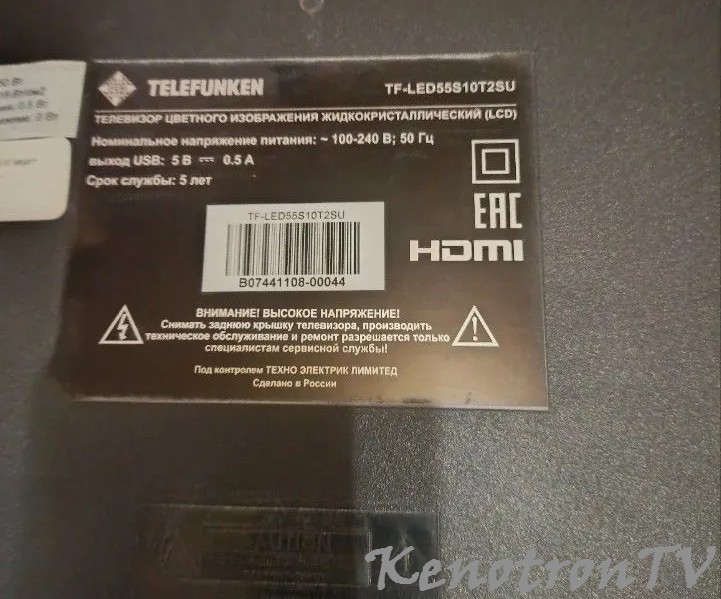 TELEFUNKEN
TF-LED55S10T2SU
ТЕЛЕВИЗОР ЦВЕТНОГО ИЗОБРАЖЕНИЯ ЖИДКОКРИСТАЛЛИЧЕСКИЙ (LCD)
Номинальное напряжение питания: ~ 100-240 В; 50 Гц
выход USB: 5 В ⎓ 0.5 А
Срок службы: 5 лет
EAC
HDMI
TF-LED55S10T2SU
B07441108-00044
ВНИМАНИЕ! ВЫСОКОЕ НАПРЯЖЕНИЕ!
Снимать заднюю крышку телевизора, производить
техническое обслуживание и ремонт разрешается только
специалистам сервисной службы!
Под контролем ТЕХНО ЭЛЕКТРИК ЛИМИТЕД
Сделано в России
KenotronTV